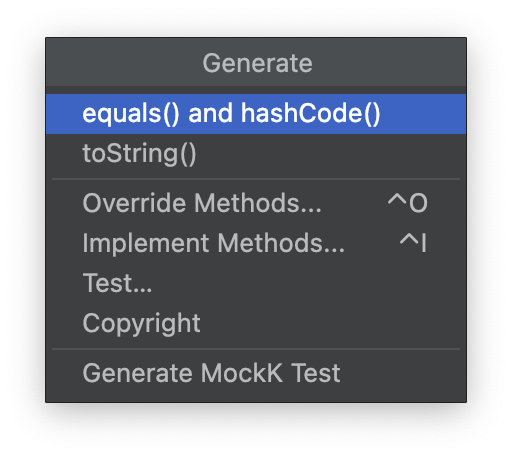 Generate
equals() and hashCode()
toString()
Override Methods... ^O
Implement Methods... ^I
Test...
Copyright
Generate MockK Test